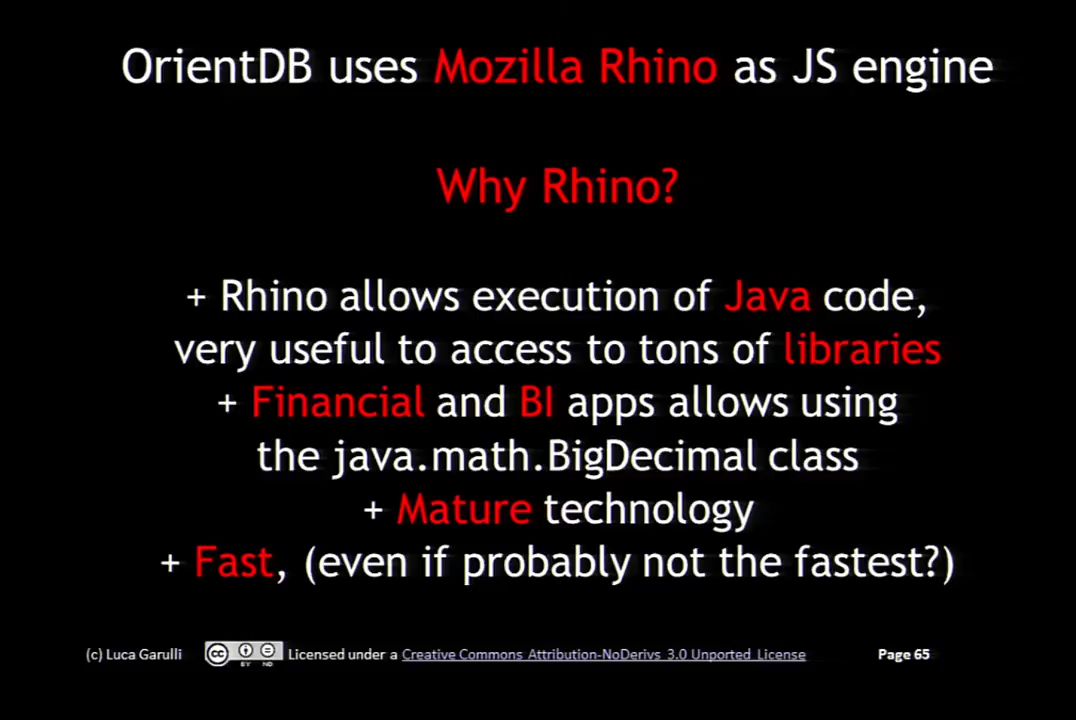 OrientDB uses Mozilla Rhino as JS engine
Why Rhino?
+ Rhino allows execution of Java code,
very useful to access to tons of libraries
+ Financial and BI apps allows using
the java.math.BigDecimal class
+ Mature technology
+ Fast, (even if probably not the fastest?)
(c) Luca Garulli cc BY ND Licensed under a Creative Commons Attribution-NoDerivs 3.0 Unported License Page 65